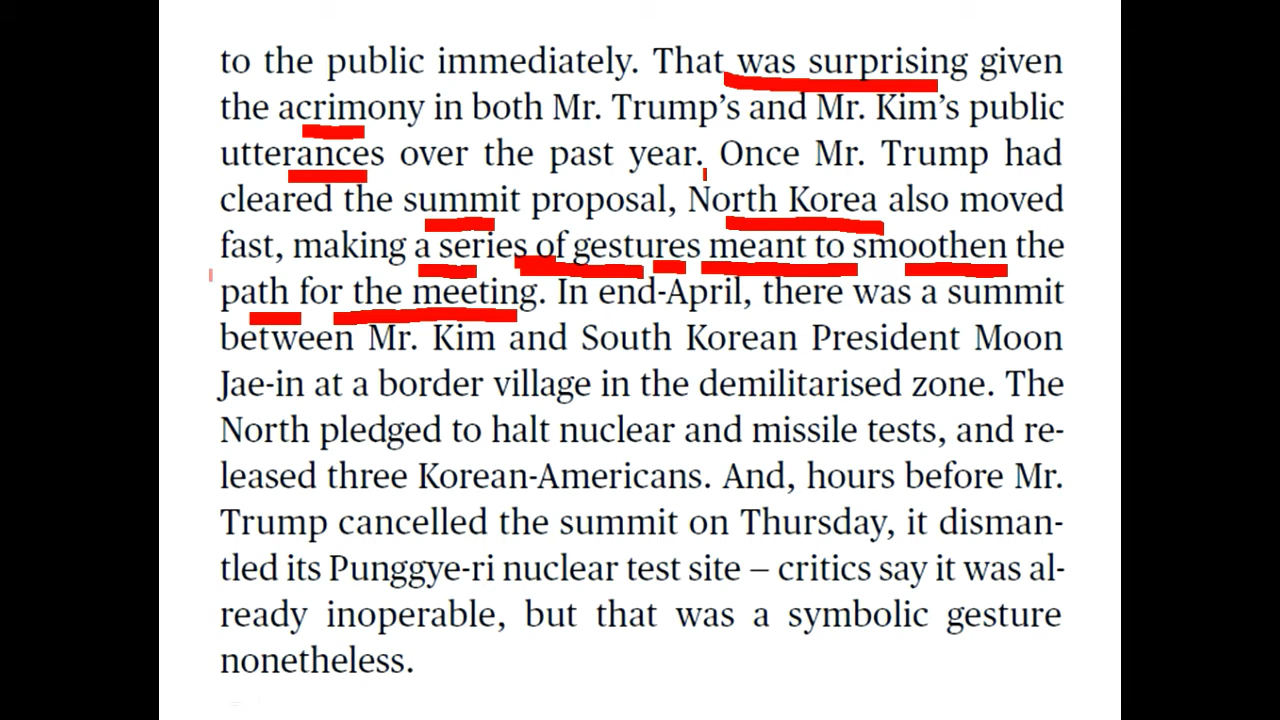 to the public immediately. That was surprising given
the acrimony in both Mr. Trump’s and Mr. Kim’s public
utterances over the past year. Once Mr. Trump had
cleared the summit proposal, North Korea also moved
fast, making a series of gestures meant to smoothen the
path for the meeting. In end-April, there was a summit
between Mr. Kim and South Korean President Moon
Jae-in at a border village in the demilitarised zone. The
North pledged to halt nuclear and missile tests, and re-
leased three Korean-Americans. And, hours before Mr.
Trump cancelled the summit on Thursday, it disman-
tled its Punggye-ri nuclear test site – critics say it was al-
ready inoperable, but that was a symbolic gesture
nonetheless.